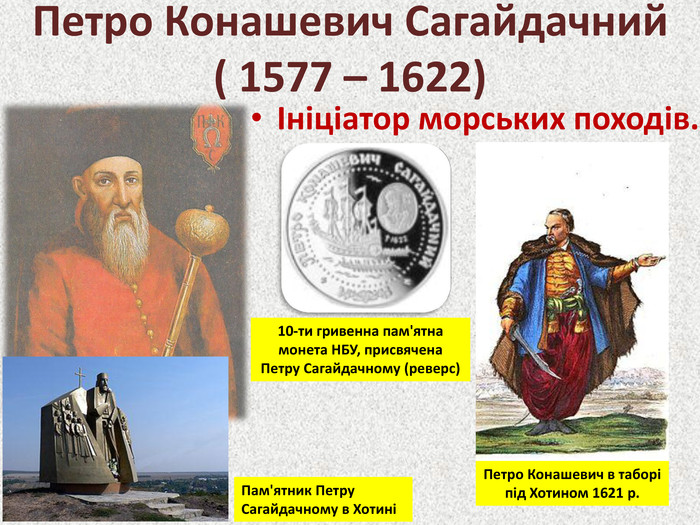 Петро Конашевич Сагайдачний
( 1577 – 1622)
• Ініціатор морських походів.
П К
ПЕТРО КОНАШЕВИЧ САГАЙДАЧНИЙ
10-ти гривенна пам'ятна
монета НБУ, присвячена
Петру Сагайдачному (реверс)
Петро Конашевич в таборі
під Хотином 1621 р.
Пам'ятник Петру
Сагайдачному в Хотині